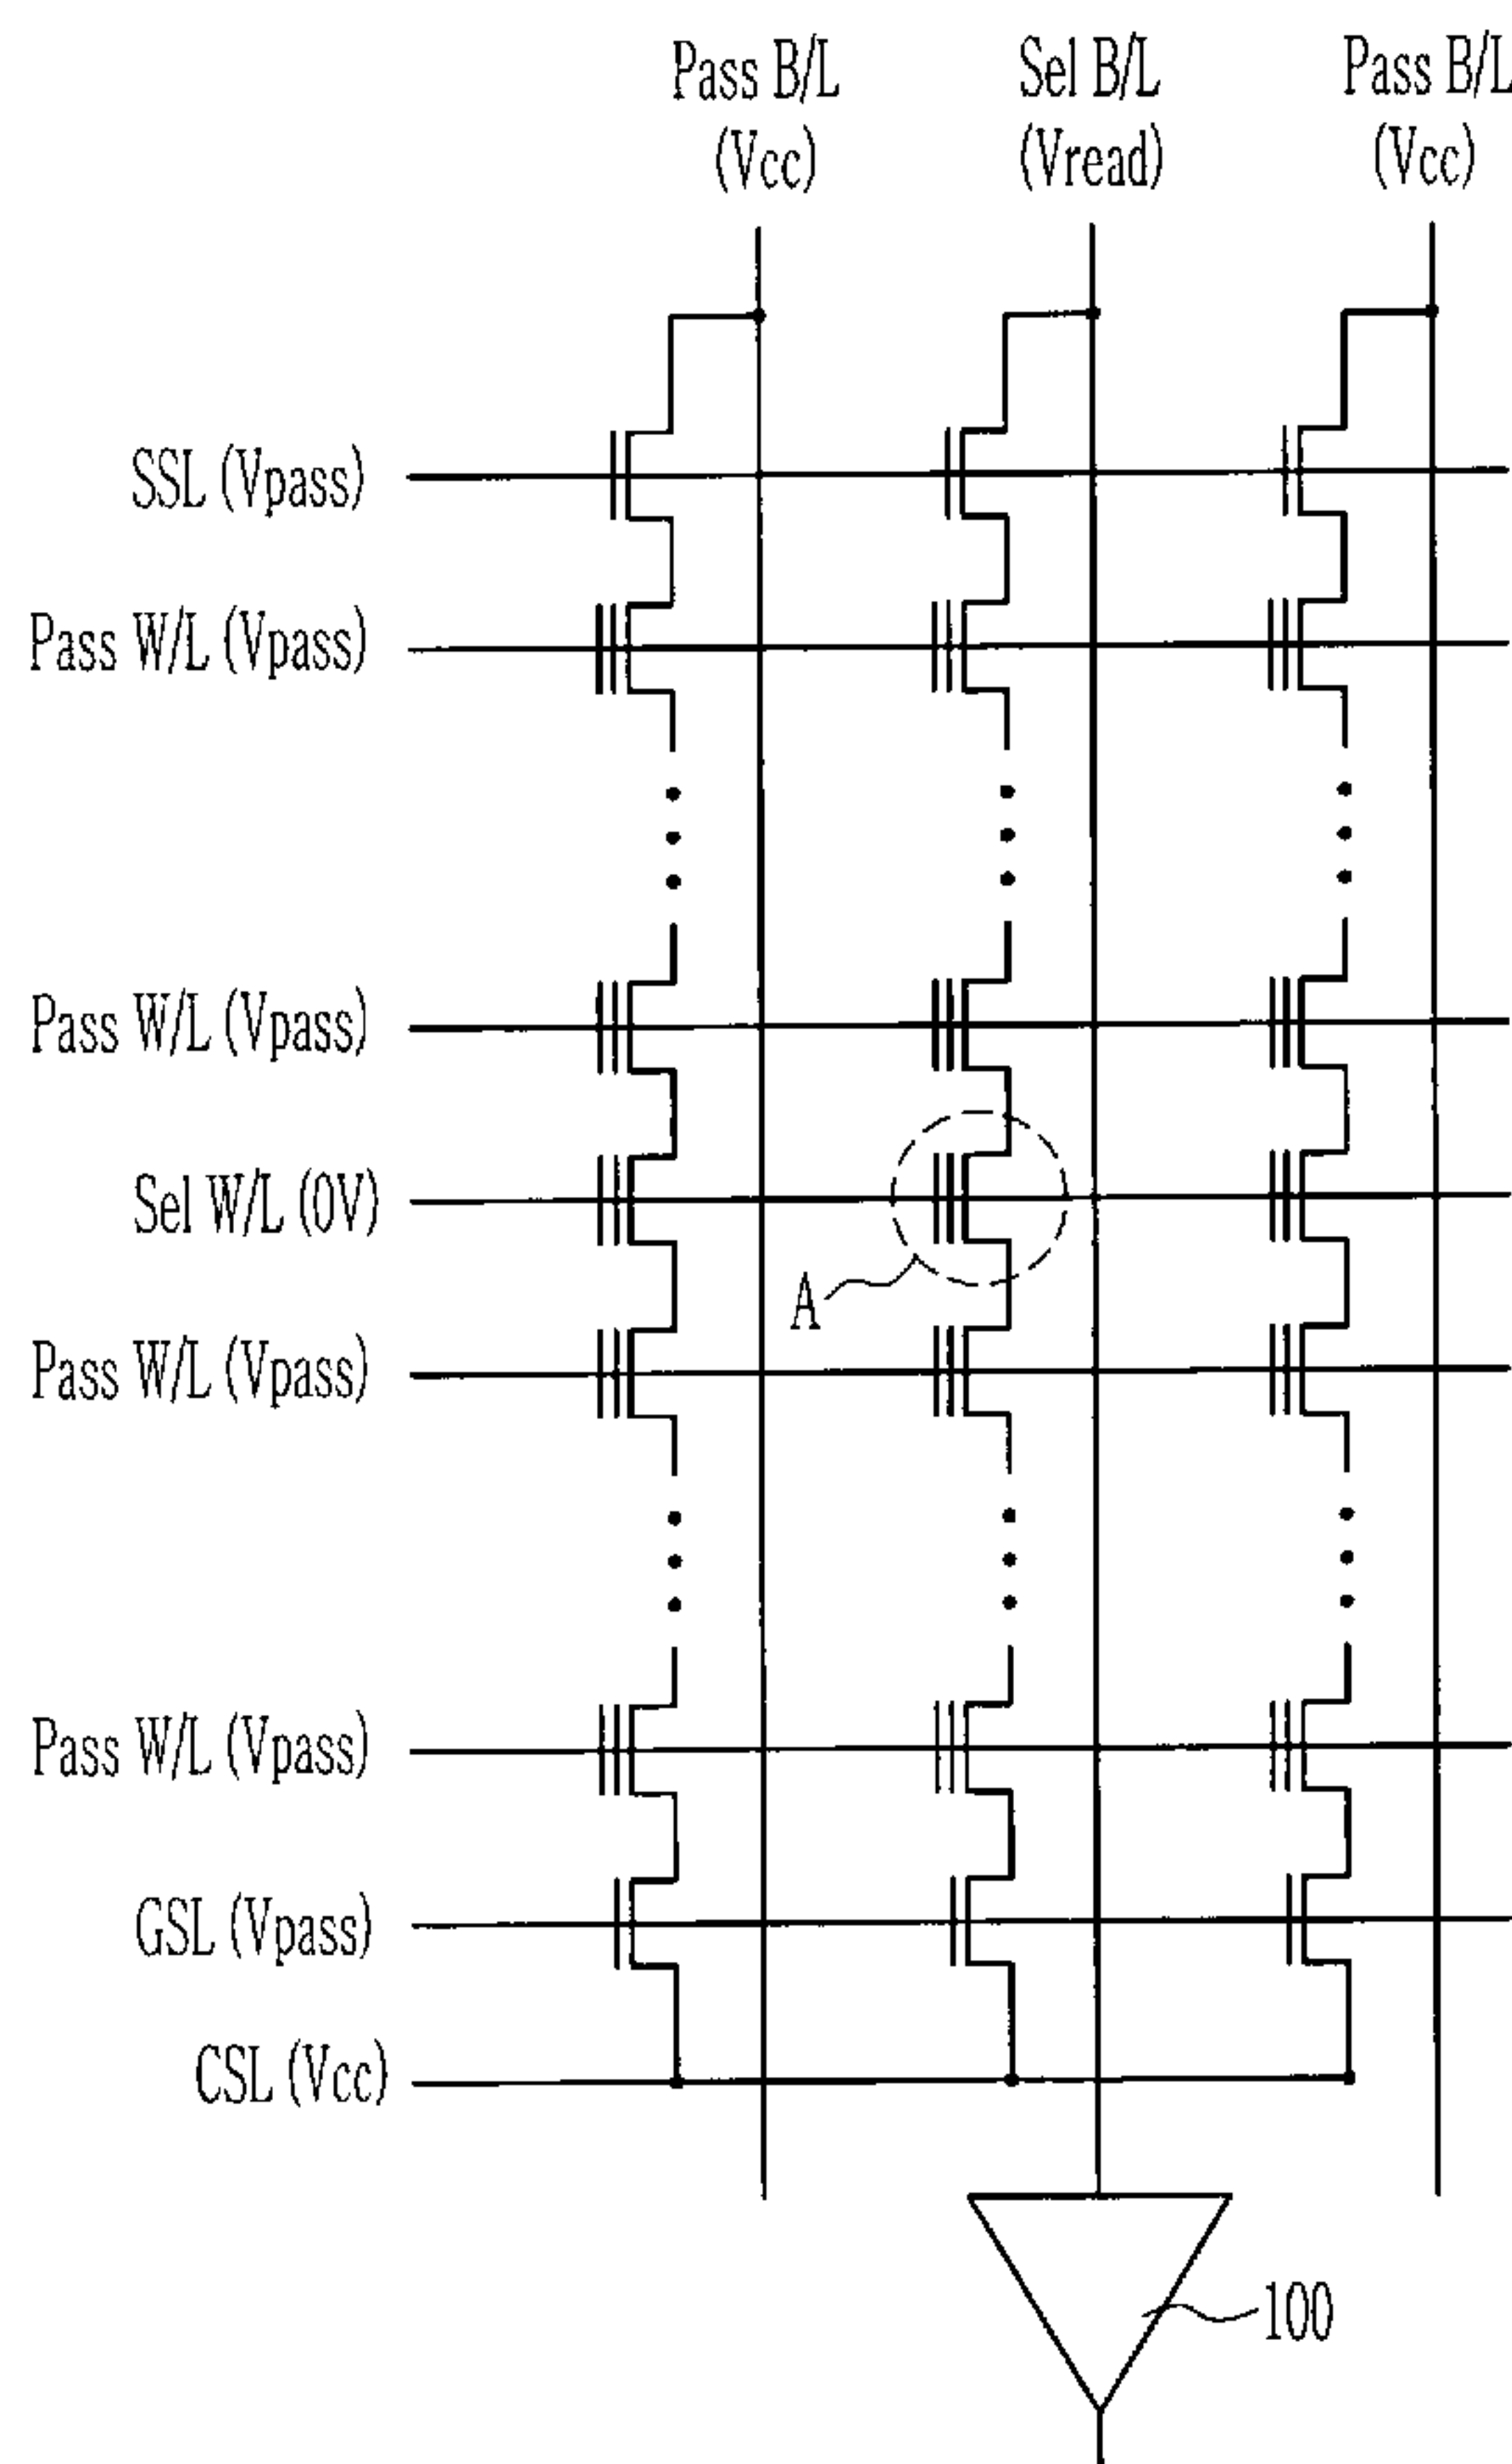 Pass B/L Sel B/L Pass B/L
(Vcc) (Vread) (Vcc)
SSL (Vpass)
Pass W/L (Vpass)
Pass W/L (Vpass)
Sel W/L (0V)
A
Pass W/L (Vpass)
Pass W/L (Vpass)
GSL (Vpass)
CSL (Vcc)
100